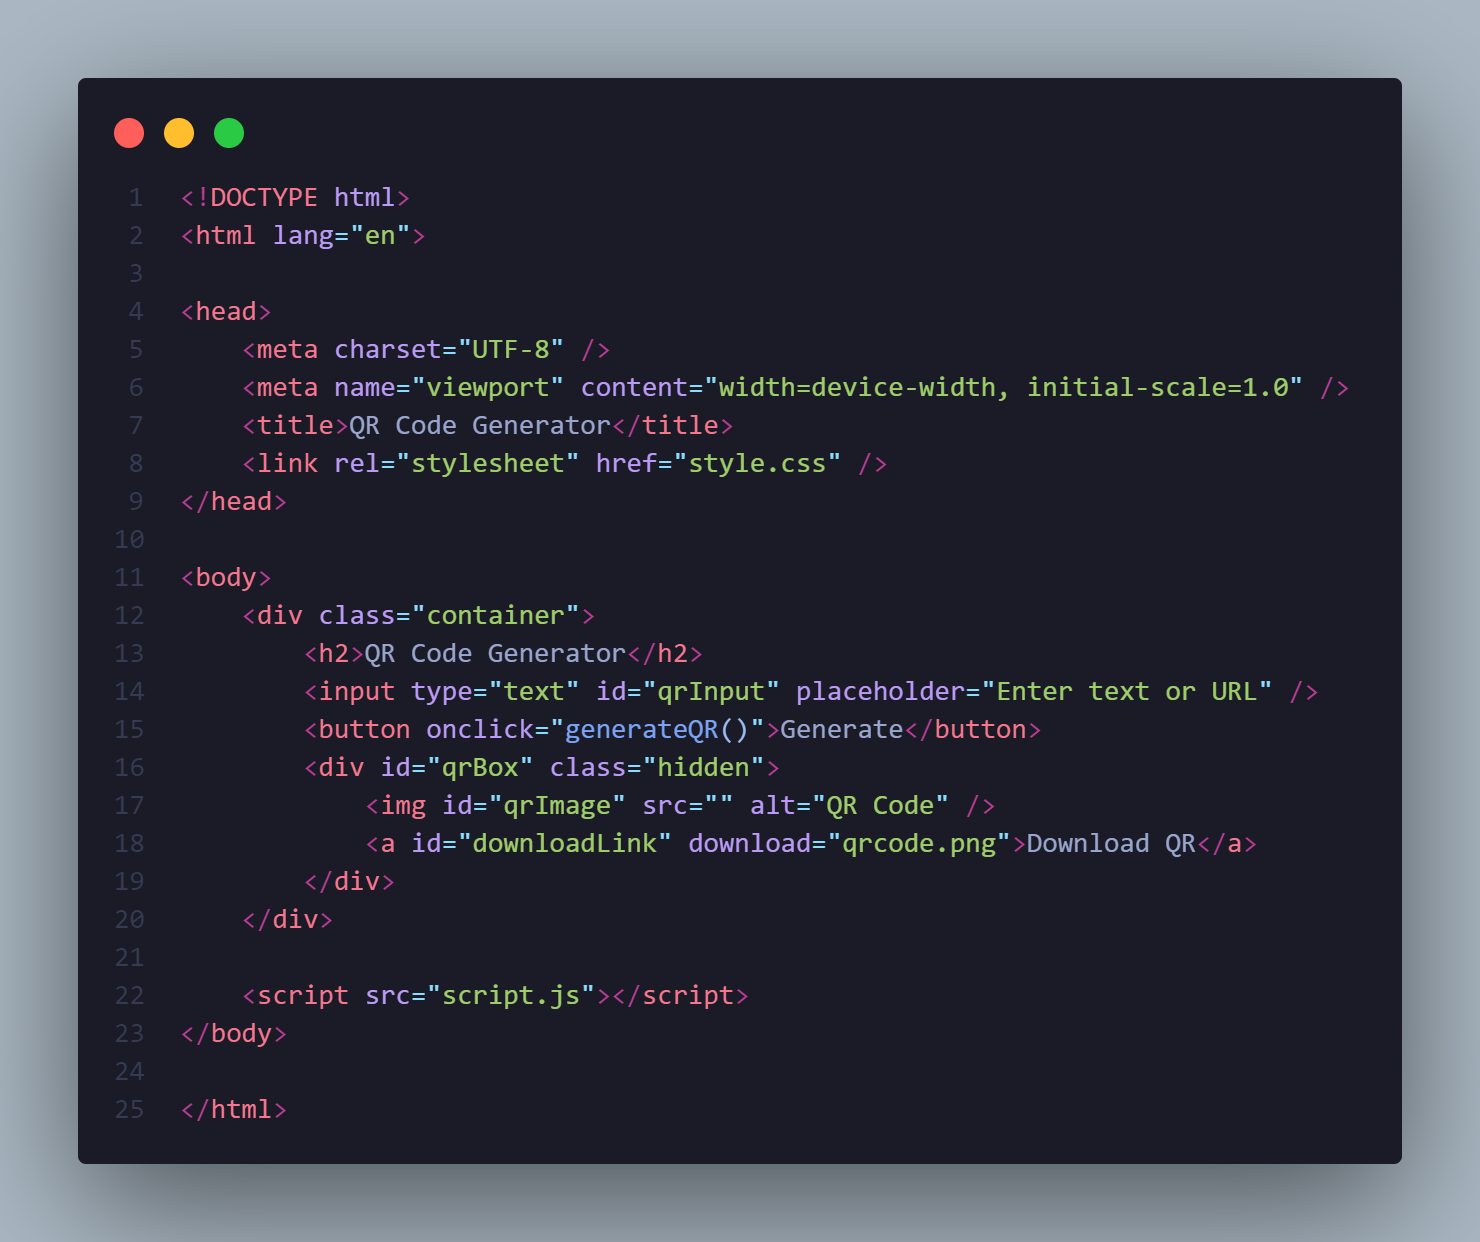 1 <!DOCTYPE html>
2 <html lang="en">
3
4 <head>
5     <meta charset="UTF-8" />
6     <meta name="viewport" content="width=device-width, initial-scale=1.0" />
7     <title>QR Code Generator</title>
8     <link rel="stylesheet" href="style.css" />
9 </head>
10
11 <body>
12     <div class="container">
13         <h2>QR Code Generator</h2>
14         <input type="text" id="qrInput" placeholder="Enter text or URL" />
15         <button onclick="generateQR()">Generate</button>
16         <div id="qrBox" class="hidden">
17             <img id="qrImage" src="" alt="QR Code" />
18             <a id="downloadLink" download="qrcode.png">Download QR</a>
19         </div>
20     </div>
21
22     <script src="script.js"></script>
23 </body>
24
25 </html>